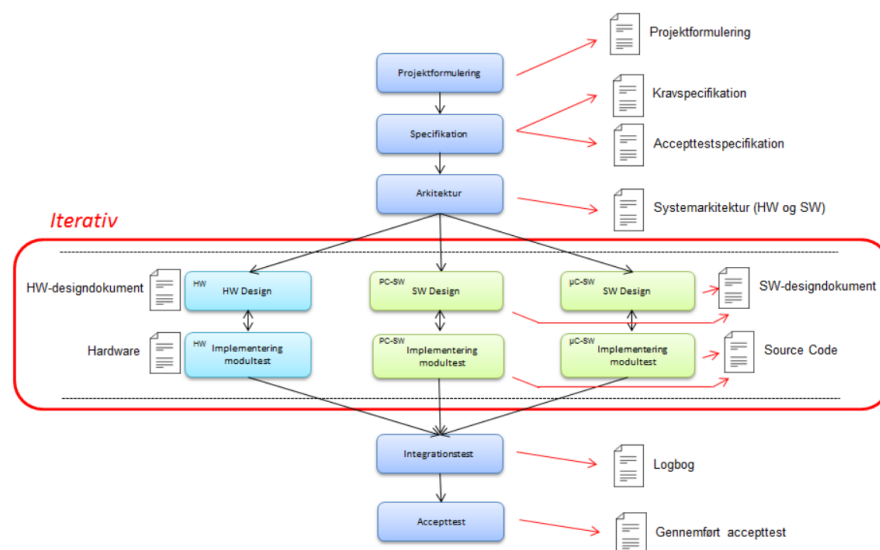 Projektformulering
Projektformulering
Kravspecifikation
Specifikation
Accepttestspecifikation
Arkitektur
Systemarkitektur (HW og SW)
Iterativ
HW-designdokument
HW
HW Design
PC-SW
SW Design
µC-SW
SW Design
SW-designdokument
Hardware
HW
Implementering
modultest
PC-SW
Implementering
modultest
µC-SW
Implementering
modultest
Source Code
Integrationstest
Logbog
Accepttest
Gennemført accepttest